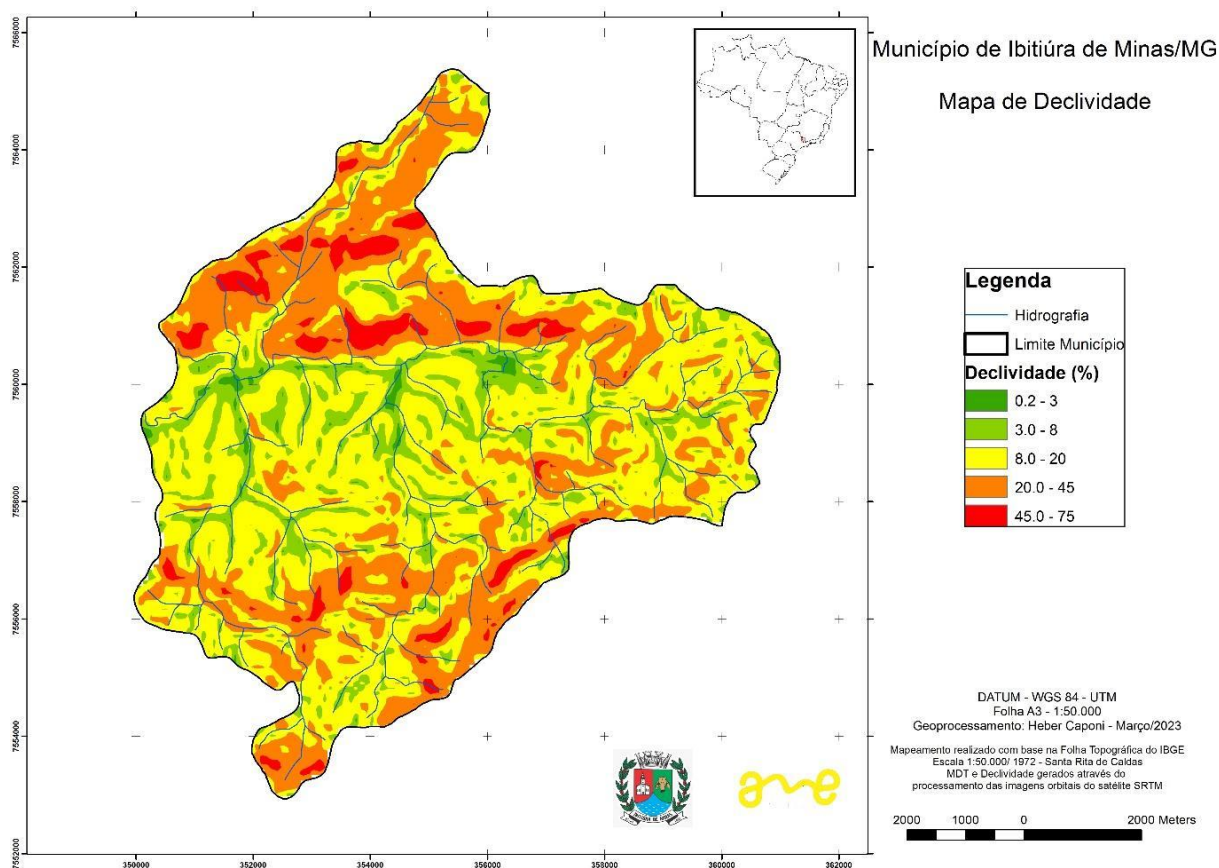 Município de Ibitiúra de Minas/MG
Mapa de Declividade
Legenda
Hidrografia
Limite Município
Declividade (%)
0.2 - 3
3.0 - 8
8.0 - 20
20.0 - 45
45.0 - 75
DATUM - WGS 84 - UTM
Folha A3 - 1:50.000
Geoprocessamento: Heber Caponi - Março/2023
Mapeamento realizado com base na Folha Topográfica do IBGE
Escala 1:50.000/ 1972 - Santa Rita de Caldas
MDT e Declividade gerados através do
processamento das imagens orbitais do satélite SRTM
2000 1000 0 2000 Meters
7566000
7564000
7562000
7560000
7558000
7556000
7554000
7552000
350000 352000 354000 356000 358000 360000 362000
IBITIÚRA DE MINAS
ame